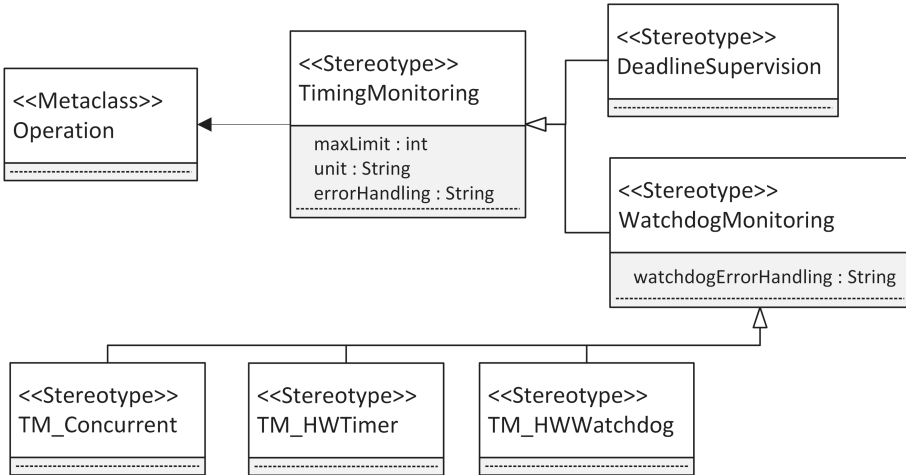 <<Metaclass>>
Operation
<<Stereotype>>
TimingMonitoring
maxLimit : int
unit : String
errorHandling : String
<<Stereotype>>
DeadlineSupervision
<<Stereotype>>
WatchdogMonitoring
watchdogErrorHandling : String
<<Stereotype>>
TM_Concurrent
<<Stereotype>>
TM_HWTimer
<<Stereotype>>
TM_HWWatchdog